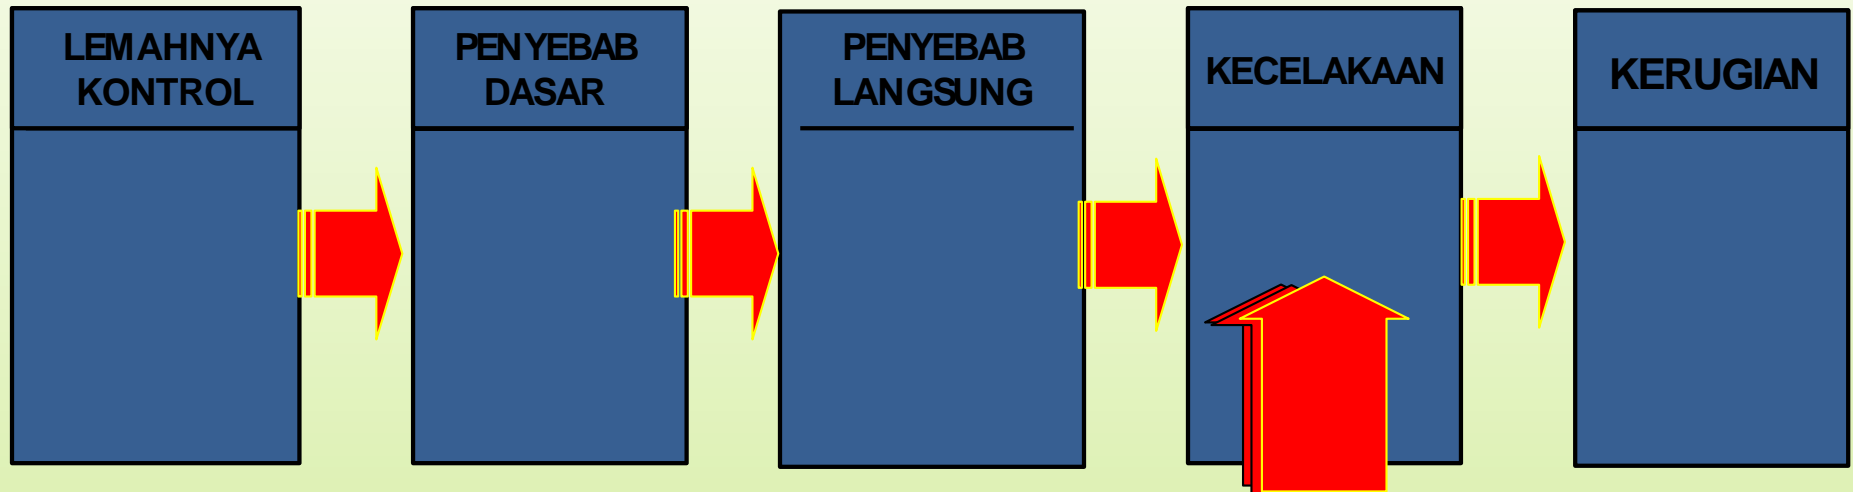 LEMAHNYA
KONTROL
PENYEBAB
DASAR
PENYEBAB
LANGSUNG
KECELAKAAN
KERUGIAN